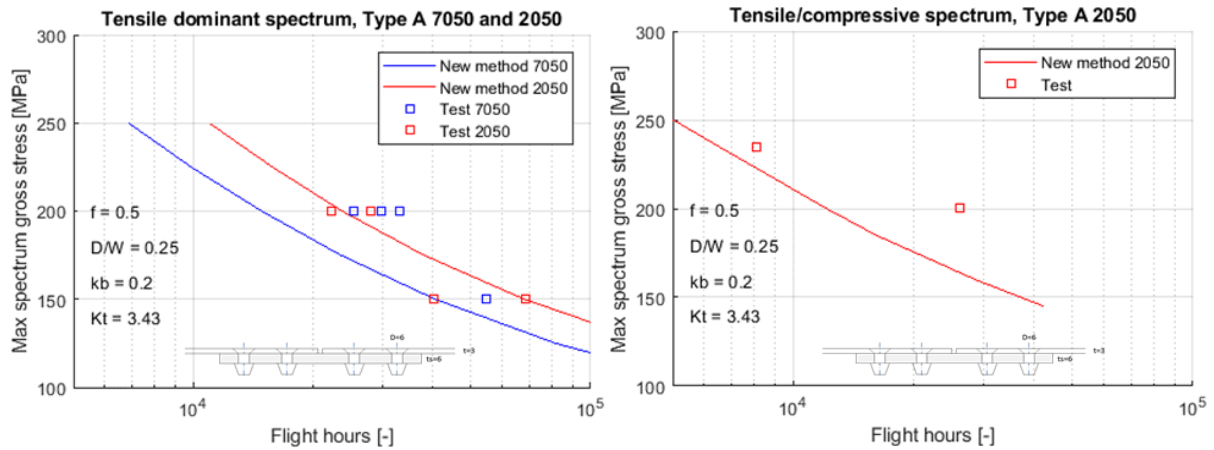 Tensile dominant spectrum, Type A 7050 and 2050
Max spectrum gross stress [MPa]
300
250
200
150
100
New method 7050
New method 2050
Test 7050
Test 2050
f = 0.5
D/W = 0.25
kb = 0.2
Kt = 3.43
D=6
t=3
ts=6
10^4
10^5
Flight hours [-]
Tensile/compressive spectrum, Type A 2050
Max spectrum gross stress [MPa]
300
250
200
150
100
New method 2050
Test
f = 0.5
D/W = 0.25
kb = 0.2
Kt = 3.43
D=6
t=3
ts=6
10^4
10^5
Flight hours [-]